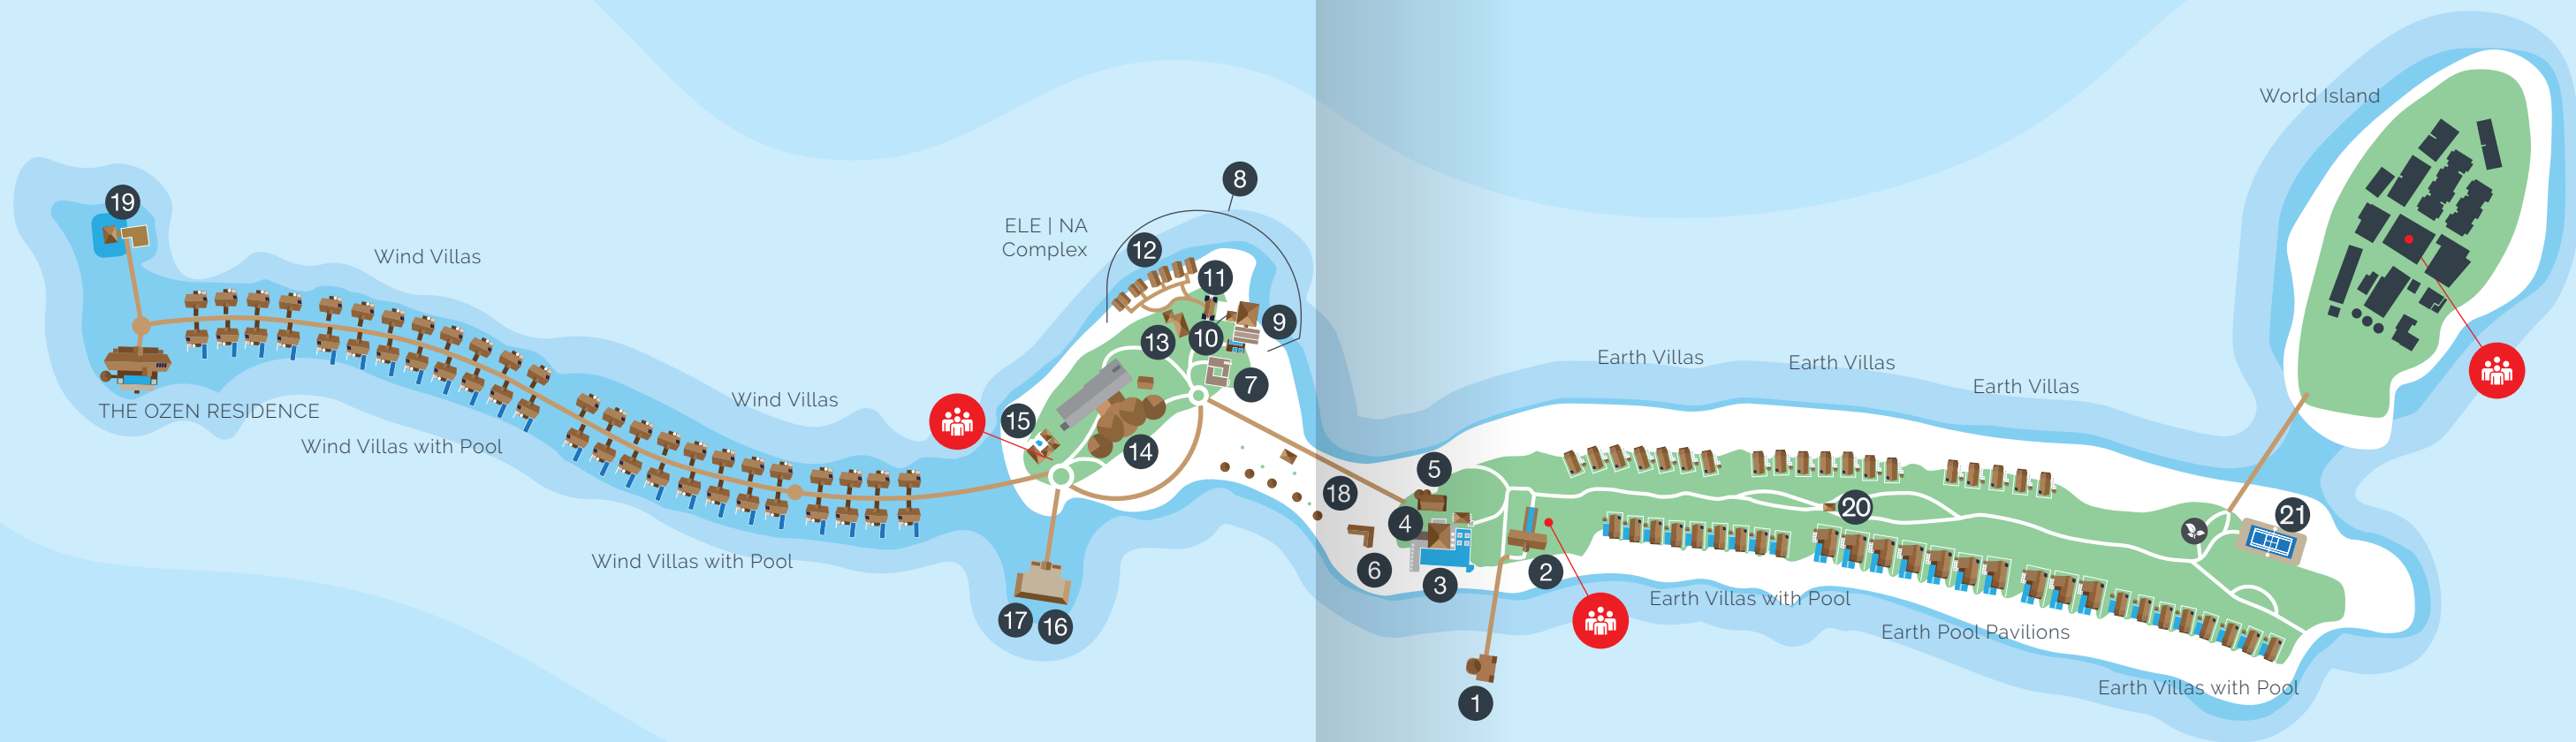 World Island
8
19
ELE | NA
Complex
12
Wind Villas
11
9
10
13
Earth Villas
Earth Villas
Earth Villas
7
Wind Villas
THE OZEN RESIDENCE
15
Wind Villas with Pool
14
5
18
20
21
4
Wind Villas with Pool
6
2
3
Earth Villas with Pool
17
16
Earth Pool Pavilions
Earth Villas with Pool
1